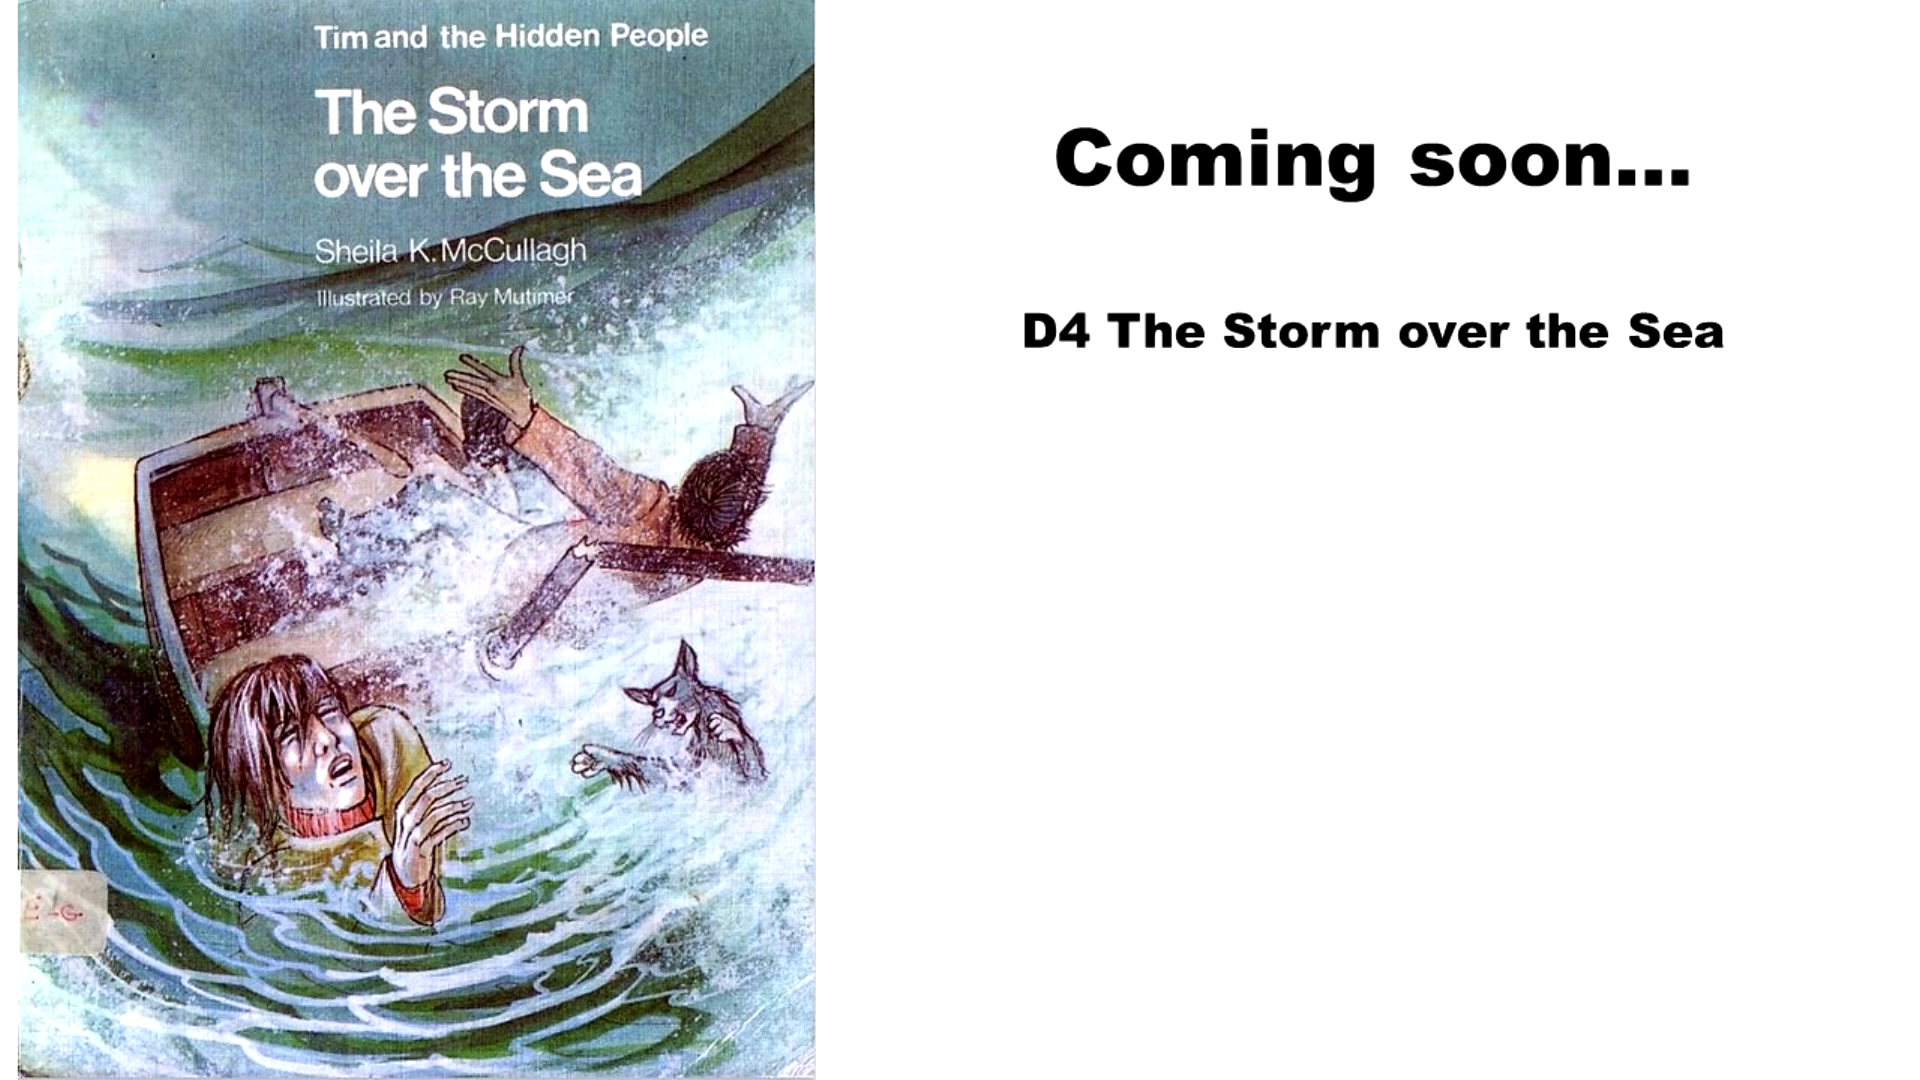 Tim and the Hidden People
The Storm
over the Sea
Sheila K. McCullagh
Illustrated by Ray Mutimer
E-G
Coming soon...
D4 The Storm over the Sea